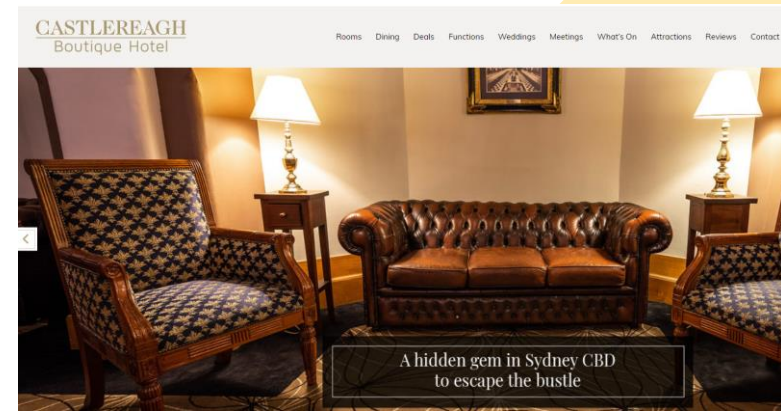 CASTLEREAGH
Boutique Hotel
Rooms Dining Deals Functions Weddings Meetings What's On Attractions Reviews Contact
A hidden gem in Sydney CBD
to escape the bustle